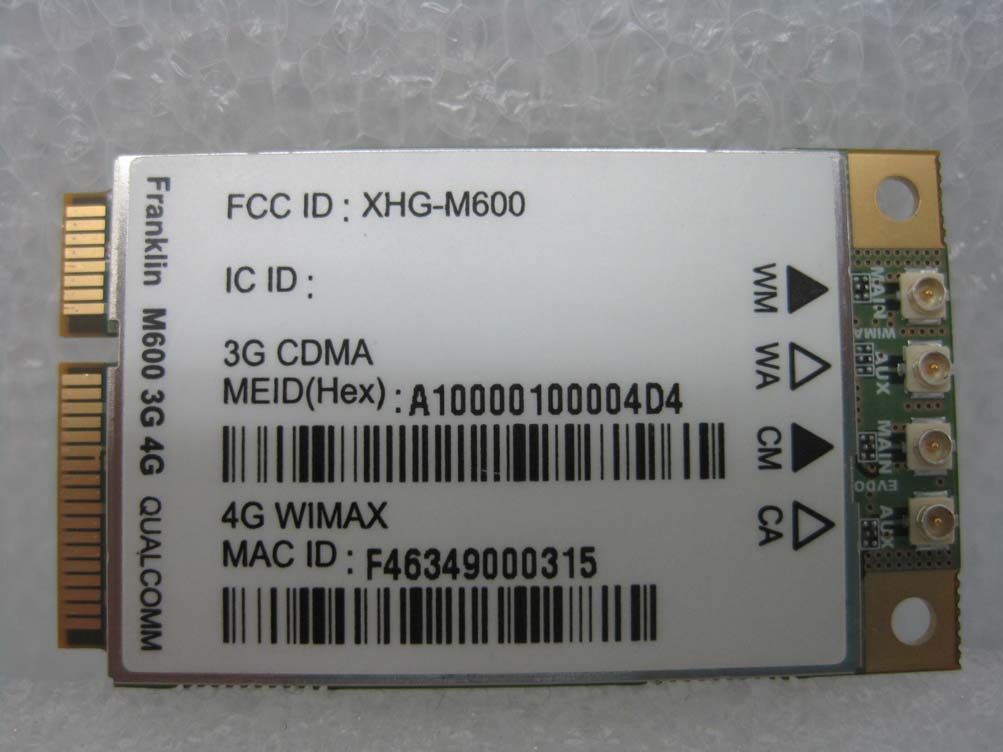 Franklin M600 3G 4G QUALCOMM
FCC ID : XHG-M600
IC ID :
3G CDMA
MEID(Hex) : A10000100004D4
4G WIMAX
MAC ID : F46349000315
WM
WA
CM
CA
MAIN
WIMA
AUX
MAIN
EVDO
AUX